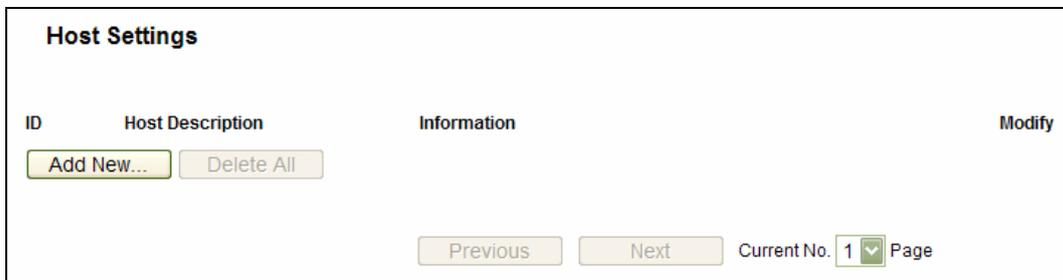 Host Settings
ID Host Description Information Modify
Add New... Delete All
Previous Next Current No. 1 Page